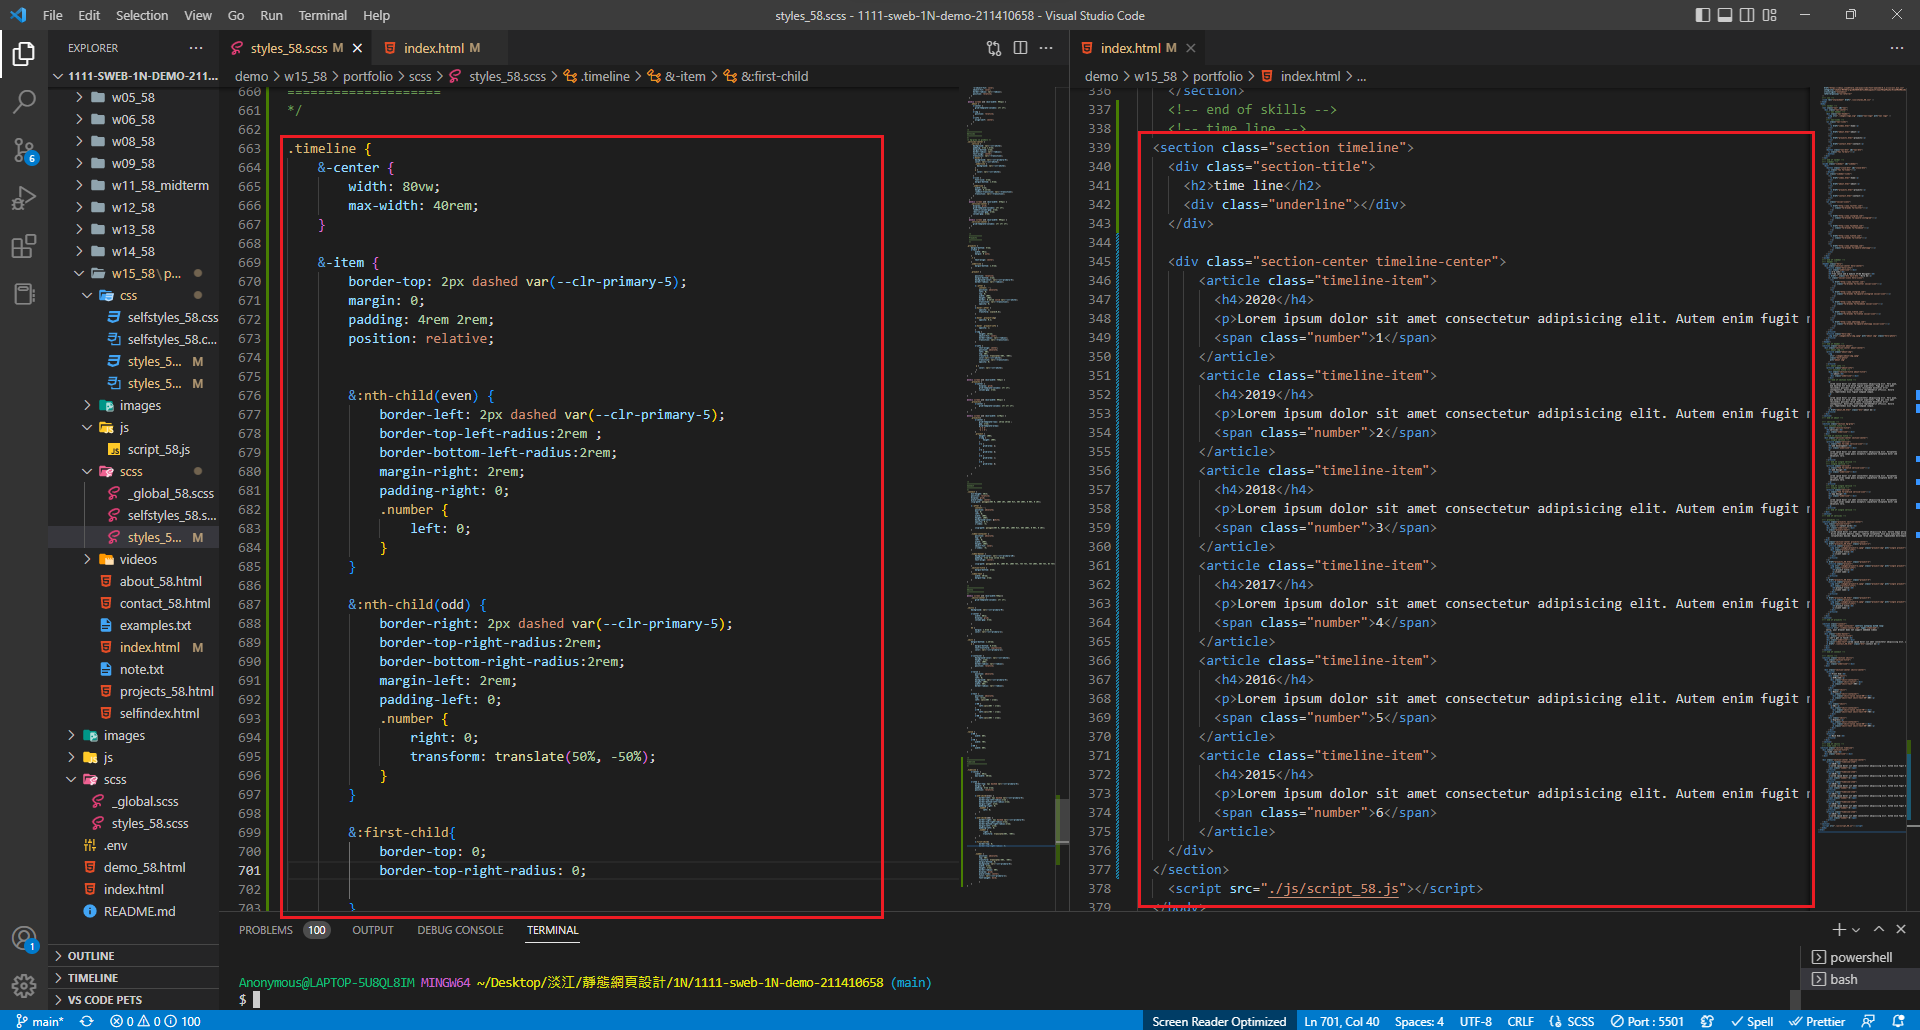 File Edit Selection View Go Run Terminal Help
styles_58.scss - 1111-sweb-1N-demo-211410658 - Visual Studio Code
EXPLORER
1111-SWEB-1N-DEMO-211...
w05_58
w06_58
w08_58
w09_58
w11_58_midterm
w12_58
w13_58
w14_58
w15_58\p...
css
selfstyles_58.css
selfstyles_58.c...
styles_5... M
styles_5... M
images
js
script_58.js
scss
_global_58.scss
selfstyles_58.s...
styles_5... M
videos
about_58.html
contact_58.html
examples.txt
index.html M
note.txt
projects_58.html
selfindex.html
images
js
scss
_global.scss
styles_58.scss
.env
demo_58.html
index.html
README.md
OUTLINE
TIMELINE
VS CODE PETS
styles_58.scss M
index.html M
demo > w15_58 > portfolio > scss > styles_58.scss > .timeline > &-item > &:first-child
660 ====================
661 */
662
663 .timeline {
664 &-center {
665 width: 80vw;
666 max-width: 40rem;
667 }
668
669 &-item {
670 border-top: 2px dashed var(--clr-primary-5);
671 margin: 0;
672 padding: 4rem 2rem;
673 position: relative;
674
675
676 &:nth-child(even) {
677 border-left: 2px dashed var(--clr-primary-5);
678 border-top-left-radius:2rem ;
679 border-bottom-left-radius:2rem;
680 margin-right: 2rem;
681 padding-right: 0;
682 .number {
683 left: 0;
684 }
685 }
686
687 &:nth-child(odd) {
688 border-right: 2px dashed var(--clr-primary-5);
689 border-top-right-radius:2rem;
690 border-bottom-right-radius:2rem;
691 margin-left: 2rem;
692 padding-left: 0;
693 .number {
694 right: 0;
695 transform: translate(50%, -50%);
696 }
697 }
698
699 &:first-child{
700 border-top: 0;
701 border-top-right-radius: 0;
702
703 }
index.html M
demo > w15_58 > portfolio > index.html > ...
336 </section>
337 <!-- end of skills -->
338 <!-- time line -->
339 <section class="section timeline">
340 <div class="section-title">
341 <h2>time line</h2>
342 <div class="underline"></div>
343 </div>
344
345 <div class="section-center timeline-center">
346 <article class="timeline-item">
347 <h4>2020</h4>
348 <p>Lorem ipsum dolor sit amet consectetur adipisicing elit. Autem enim fugit
349 <span class="number">1</span>
350 </article>
351 <article class="timeline-item">
352 <h4>2019</h4>
353 <p>Lorem ipsum dolor sit amet consectetur adipisicing elit. Autem enim fugit
354 <span class="number">2</span>
355 </article>
356 <article class="timeline-item">
357 <h4>2018</h4>
358 <p>Lorem ipsum dolor sit amet consectetur adipisicing elit. Autem enim fugit
359 <span class="number">3</span>
360 </article>
361 <article class="timeline-item">
362 <h4>2017</h4>
363 <p>Lorem ipsum dolor sit amet consectetur adipisicing elit. Autem enim fugit
364 <span class="number">4</span>
365 </article>
366 <article class="timeline-item">
367 <h4>2016</h4>
368 <p>Lorem ipsum dolor sit amet consectetur adipisicing elit. Autem enim fugit
369 <span class="number">5</span>
370 </article>
371 <article class="timeline-item">
372 <h4>2015</h4>
373 <p>Lorem ipsum dolor sit amet consectetur adipisicing elit. Autem enim fugit
374 <span class="number">6</span>
375 </article>
376 </div>
377 </section>
378 <script src="./js/script_58.js"></script>
379 </body>
PROBLEMS 100 OUTPUT DEBUG CONSOLE TERMINAL
Anonymous@LAPTOP-5U8QL8IM MINGW64 ~/Desktop/淡江/靜態網頁設計/1N/1111-sweb-1N-demo-211410658 (main)
$
powershell
bash
6
1
main* 0 0 100
Screen Reader Optimized Ln 701, Col 40 Spaces: 4 UTF-8 CRLF SCSS Port : 5501 Spell Prettier